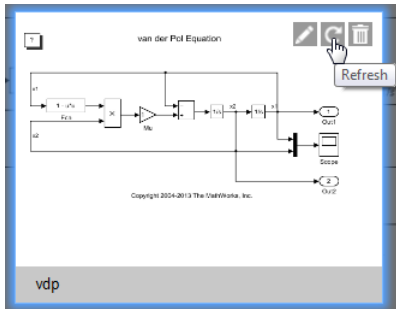 ?
van der Pol Equation
Refresh
x1
1 - u*u
Fcn
x2
×
Mu
1/s
x2
1/s
x1
1
Out1
Scope
2
Out2
Copyright 2004-2013 The MathWorks, Inc.
vdp